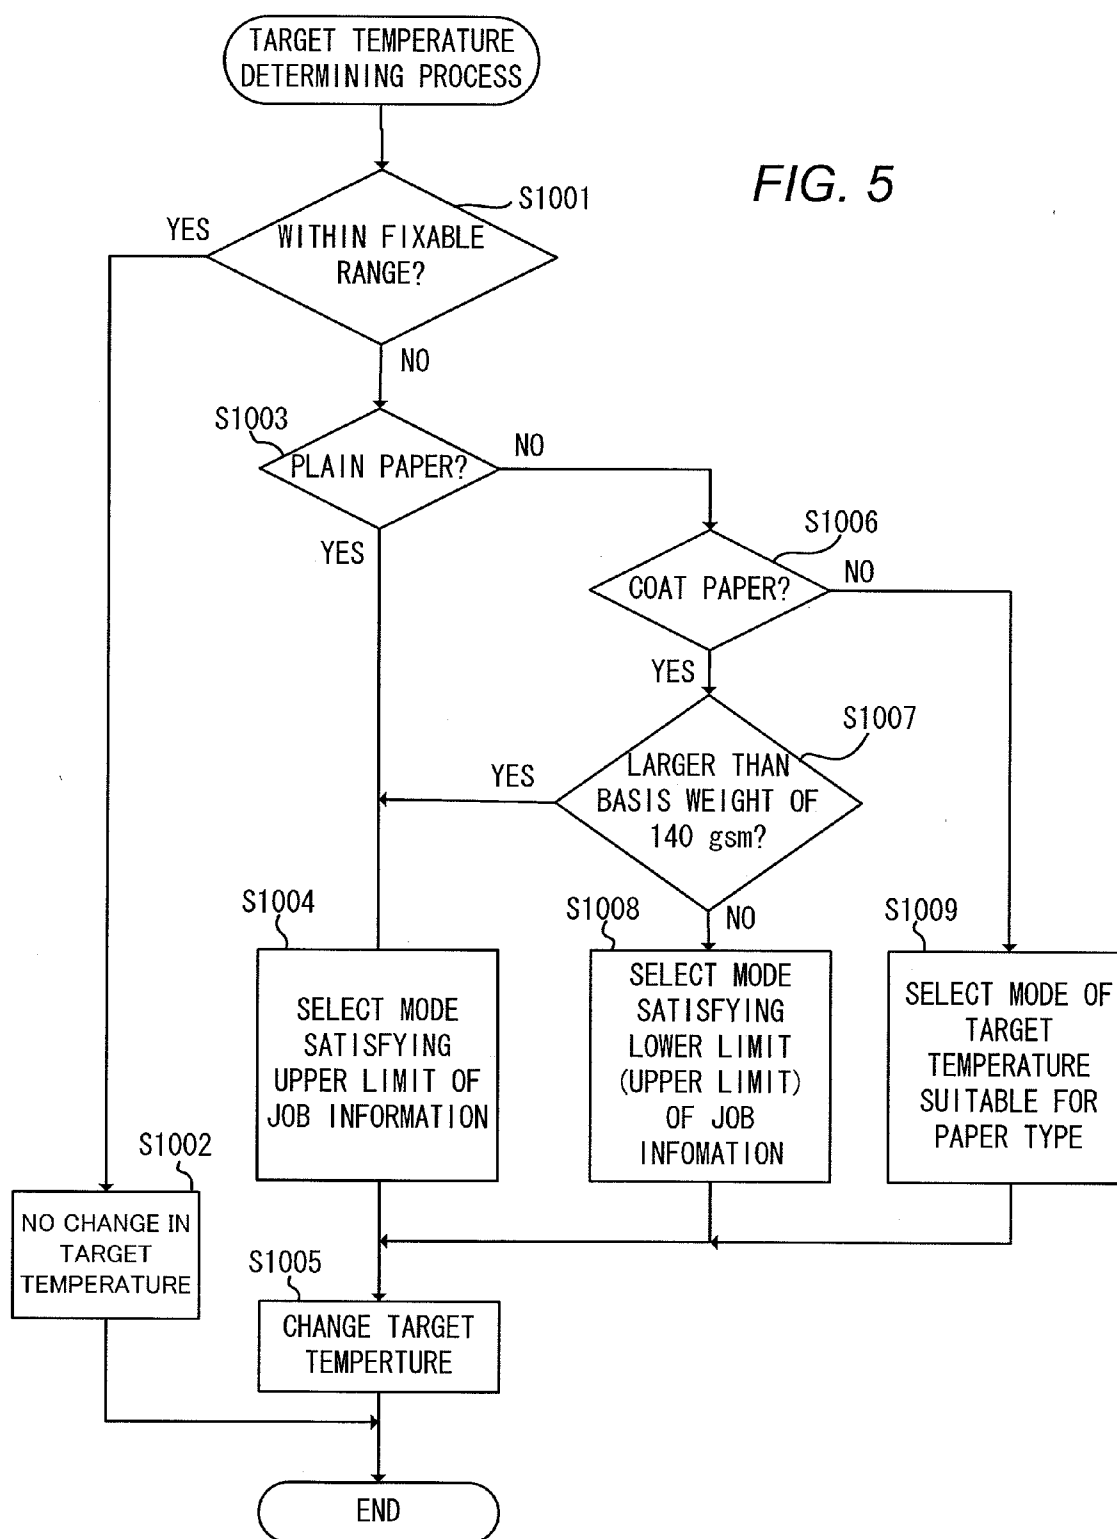 TARGET TEMPERATURE
DETERMINING PROCESS
FIG. 5
S1001
YES
WITHIN FIXABLE
RANGE?
NO
S1003
PLAIN PAPER?
NO
YES
S1006
COAT PAPER?
NO
YES
S1007
YES
LARGER THAN
BASIS WEIGHT OF
140 gsm?
NO
S1004
SELECT MODE
SATISFYING
UPPER LIMIT OF
JOB INFORMATION
S1008
SELECT MODE
SATISFYING
LOWER LIMIT
(UPPER LIMIT)
OF JOB
INFOMATION
S1009
SELECT MODE OF
TARGET
TEMPERATURE
SUITABLE FOR
PAPER TYPE
S1002
NO CHANGE IN
TARGET
TEMPERATURE
S1005
CHANGE TARGET
TEMPERTURE
END